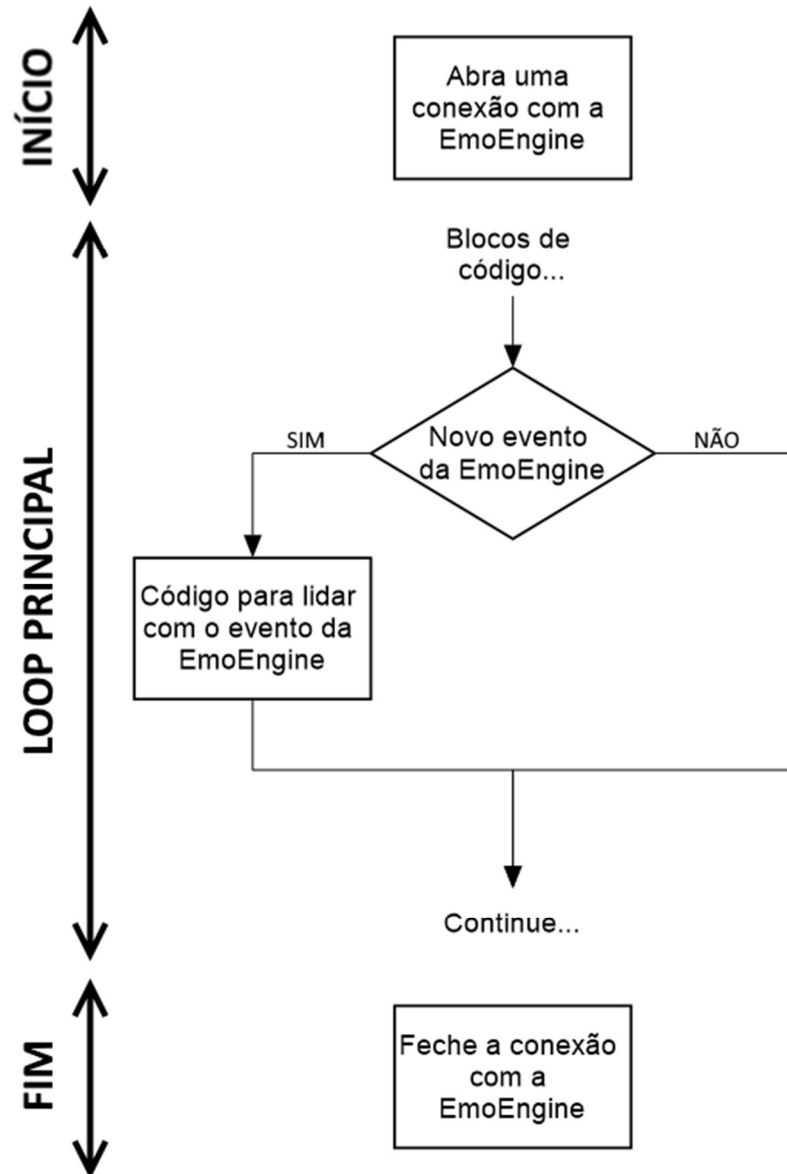 INÍCIO
Abra uma
conexão com a
EmoEngine
LOOP PRINCIPAL
Blocos de
código...
SIM
Novo evento
da EmoEngine
NÃO
Código para lidar
com o evento da
EmoEngine
Continue...
FIM
Feche a conexão
com a
EmoEngine